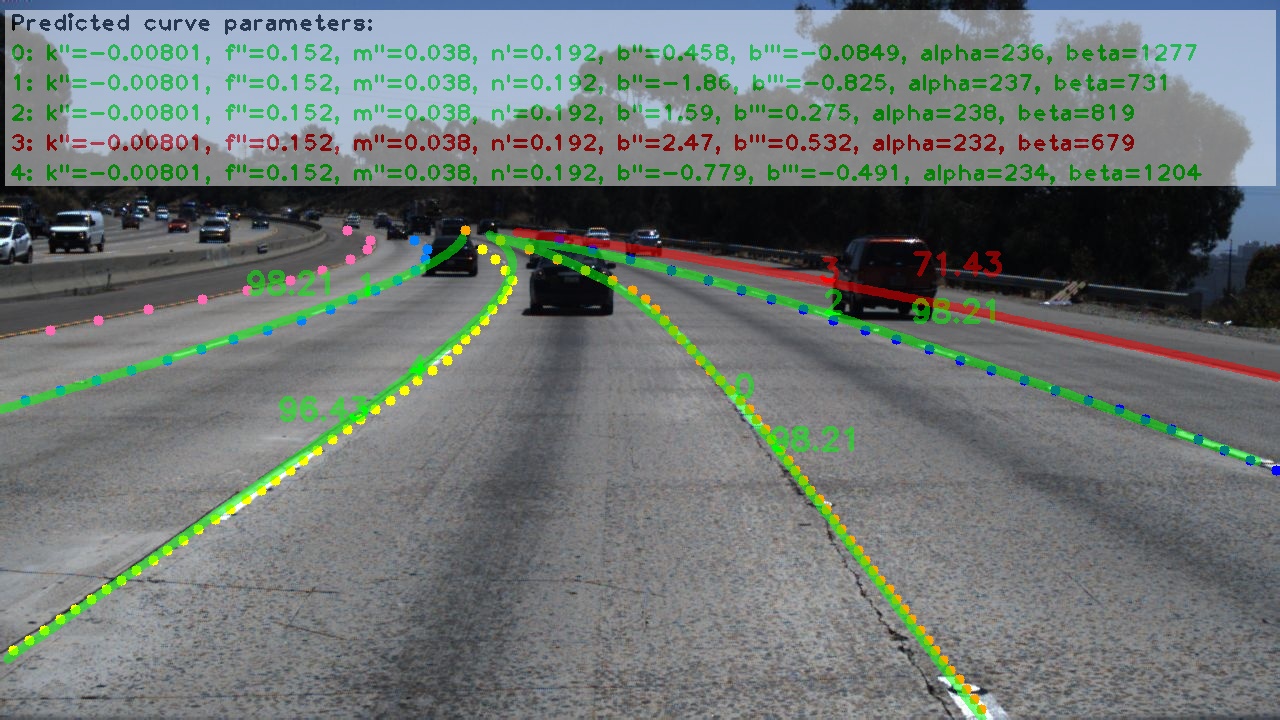 Predicted curve parameters:
0: k''=-0.00801, f''=0.152, m''=0.038, n'=0.192, b''=0.458, b'''=-0.0849, alpha=236, beta=1277
1: k''=-0.00801, f''=0.152, m''=0.038, n'=0.192, b''=-1.86, b'''=-0.825, alpha=237, beta=731
2: k''=-0.00801, f''=0.152, m''=0.038, n'=0.192, b''=1.59, b'''=0.275, alpha=238, beta=819
3: k''=-0.00801, f''=0.152, m''=0.038, n'=0.192, b''=2.47, b'''=0.532, alpha=232, beta=679
4: k''=-0.00801, f''=0.152, m''=0.038, n'=0.192, b''=-0.779, b'''=-0.491, alpha=234, beta=1204
3 71.43
98.21 1
2 98.21
4
0
96.43
98.21